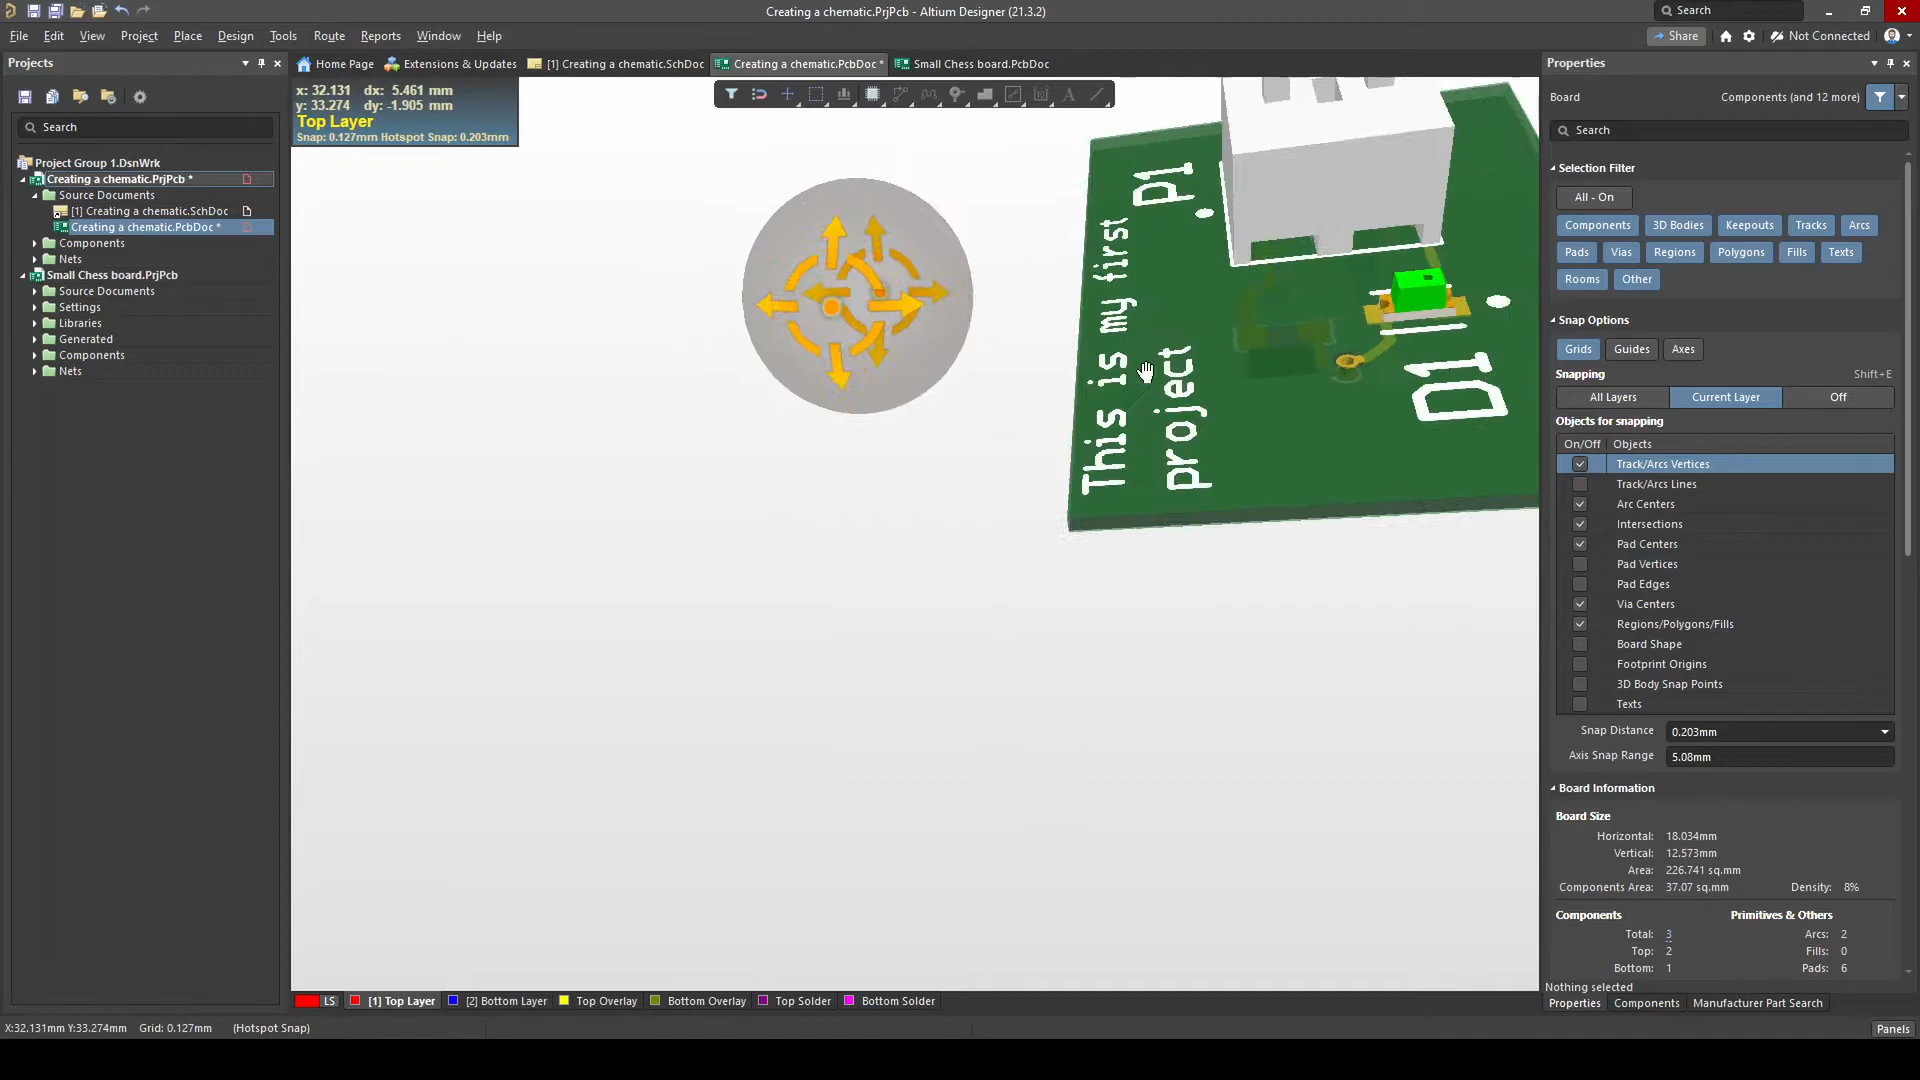 Creating a chematic.PrjPcb - Altium Designer (21.3.2)
Search
File Edit View Project Place Design Tools Route Reports Window Help
Share
Not Connected
Projects
Home Page
Extensions & Updates
[1] Creating a chematic.SchDoc
Creating a chematic.PcbDoc *
Small Chess board.PcbDoc
Properties
x: 32.131 dx: 5.461 mm
y: 33.274 dy: -1.905 mm
Top Layer
Snap: 0.127mm Hotspot Snap: 0.203mm
Search
Project Group 1.DsnWrk
Creating a chematic.PrjPcb *
Source Documents
[1] Creating a chematic.SchDoc
Creating a chematic.PcbDoc *
Components
Nets
Small Chess board.PrjPcb
Source Documents
Settings
Libraries
Generated
Components
Nets
This is my first
project
P1
D1
Board
Components (and 12 more)
Search
Selection Filter
All - On
Components 3D Bodies Keepouts Tracks Arcs
Pads Vias Regions Polygons Fills Texts
Rooms Other
Snap Options
Grids Guides Axes
Snapping Shift+E
All Layers Current Layer Off
Objects for snapping
On/Off Objects
Track/Arcs Vertices
Track/Arcs Lines
Arc Centers
Intersections
Pad Centers
Pad Vertices
Pad Edges
Via Centers
Regions/Polygons/Fills
Board Shape
Footprint Origins
3D Body Snap Points
Texts
Snap Distance 0.203mm
Axis Snap Range 5.08mm
Board Information
Board Size
Horizontal: 18.034mm
Vertical: 12.573mm
Area: 226.741 sq.mm
Components Area: 37.07 sq.mm Density: 8%
Components Primitives & Others
Total: 3 Arcs: 2
Top: 2 Fills: 0
Bottom: 1 Pads: 6
Nothing selected
Properties Components Manufacturer Part Search
LS [1] Top Layer [2] Bottom Layer Top Overlay Bottom Overlay Top Solder Bottom Solder
X:32.131mm Y:33.274mm Grid: 0.127mm (Hotspot Snap)
Panels